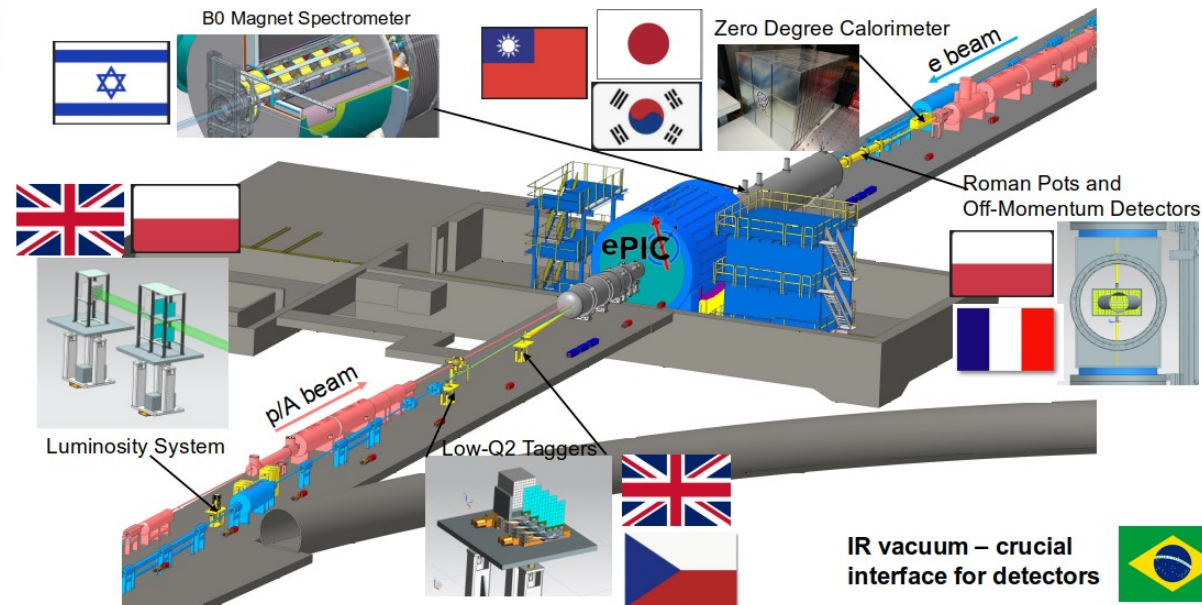 B0 Magnet Spectrometer
Zero Degree Calorimeter
e beam
Roman Pots and
Off-Momentum Detectors
ePIC
p/A beam
Luminosity System
Low-Q2 Taggers
IR vacuum – crucial
interface for detectors